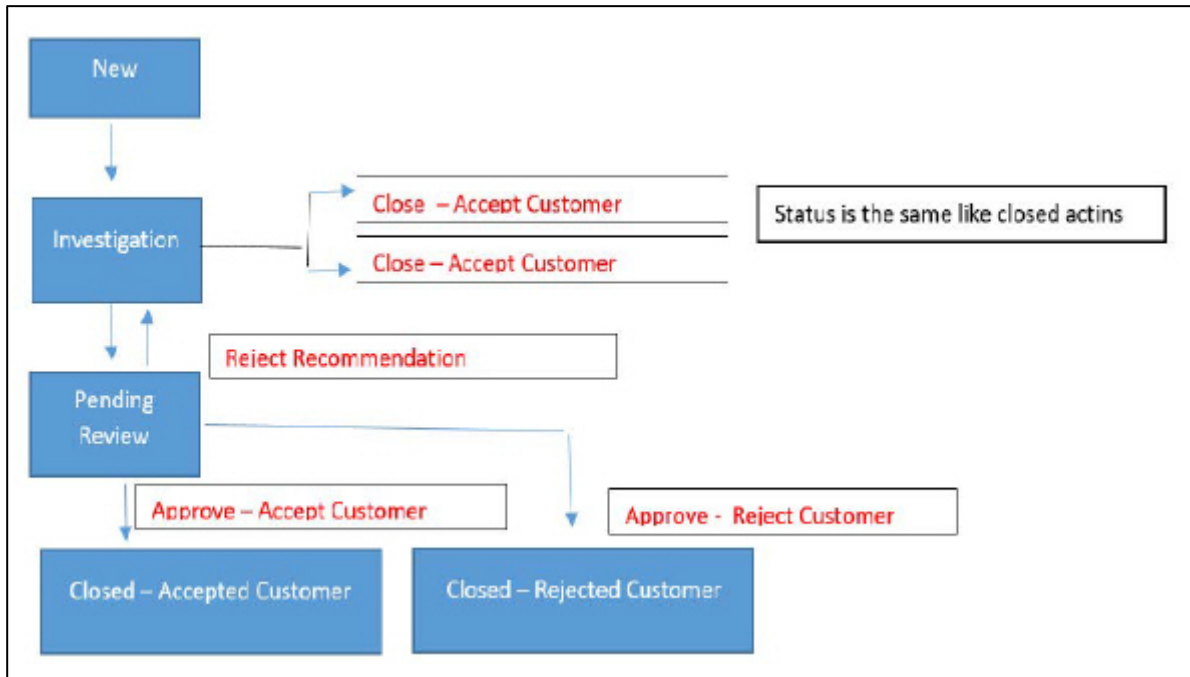 New
Investigation
Close – Accept Customer
Close – Accept Customer
Status is the same like closed actins
Reject Recommendation
Pending
Review
Approve – Accept Customer
Approve - Reject Customer
Closed – Accepted Customer
Closed – Rejected Customer